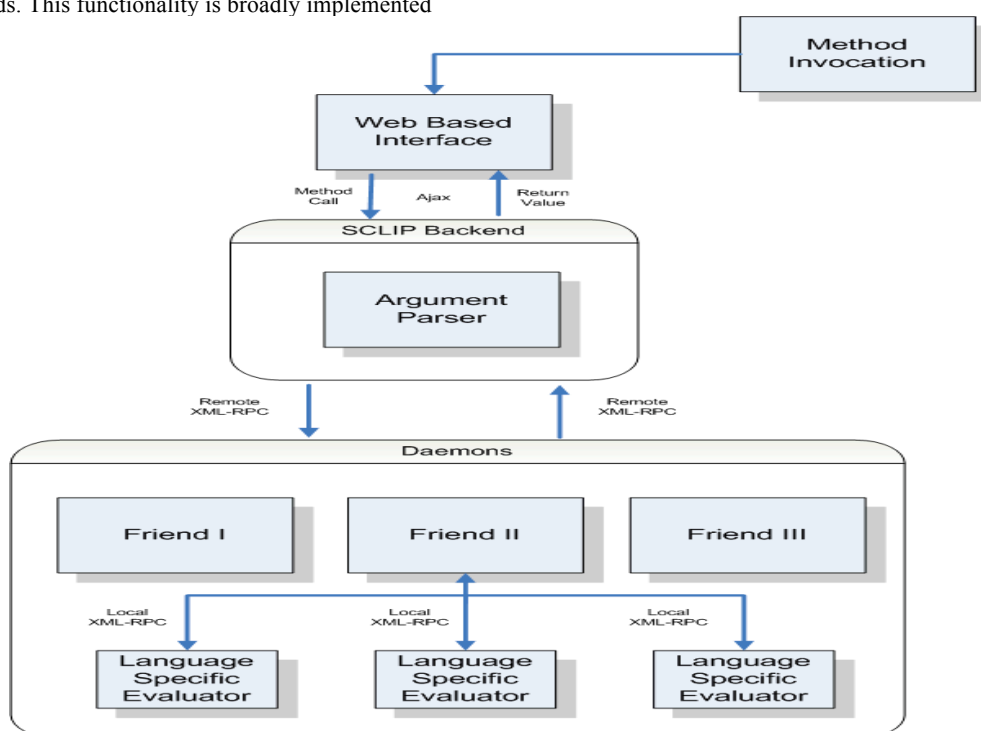 ds. This functionality is broadly implemented
Method
Invocation
Web Based
Interface
Method
Call
Ajax
Return
Value
SCLIP Backend
Argument
Parser
Remote
XML-RPC
Remote
XML-RPC
Daemons
Friend I
Friend II
Friend III
Local
XML-RPC
Local
XML-RPC
Local
XML-RPC
Language
Specific
Evaluator
Language
Specific
Evaluator
Language
Specific
Evaluator